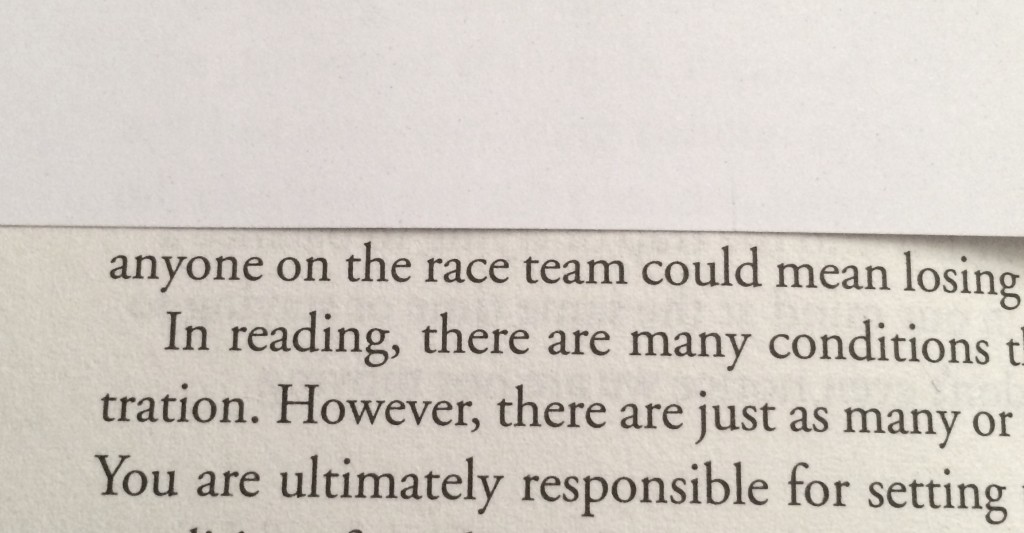 anyone on the race team could mean losing
In reading, there are many conditions
tration. However, there are just as many or
You are ultimately responsible for setting